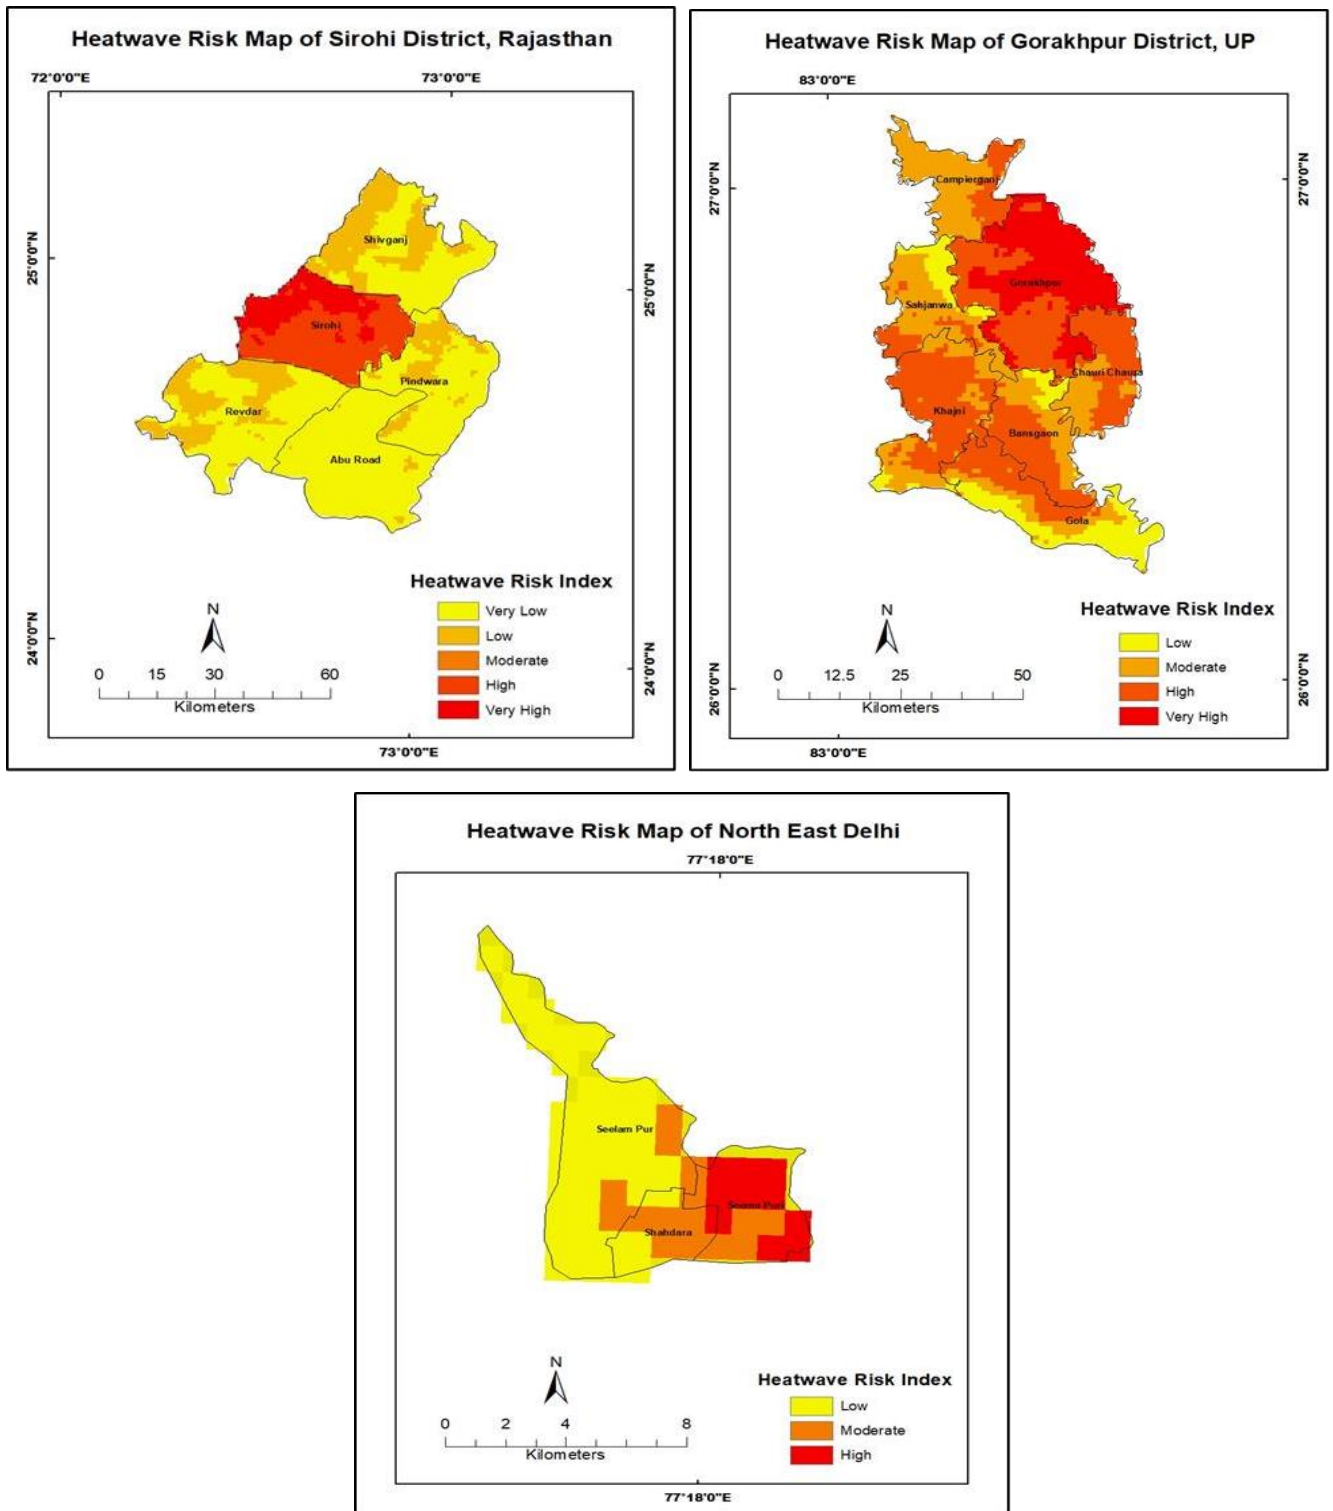 Heatwave Risk Map of Sirohi District, Rajasthan
72°0'0"E 73°0'0"E
25°0'0"N
25°0'0"N
Shivganj
Sirohi
Pindwara
Revdar
Abu Road
24°0'0"N
24°0'0"N
N
0 15 30 60
Kilometers
Heatwave Risk Index
Very Low
Low
Moderate
High
Very High
73°0'0"E
Heatwave Risk Map of Gorakhpur District, UP
83°0'0"E
27°0'0"N
27°0'0"N
Campierganj
Gorakhpur
Sahjanwa
Chauri Chaura
Khajni
Bansgaon
Gola
26°0'0"N
26°0'0"N
N
0 12.5 25 50
Kilometers
Heatwave Risk Index
Low
Moderate
High
Very High
83°0'0"E
Heatwave Risk Map of North East Delhi
77°18'0"E
Seelam Pur
Seema Puri
Shahdara
N
0 2 4 8
Kilometers
Heatwave Risk Index
Low
Moderate
High
77°18'0"E